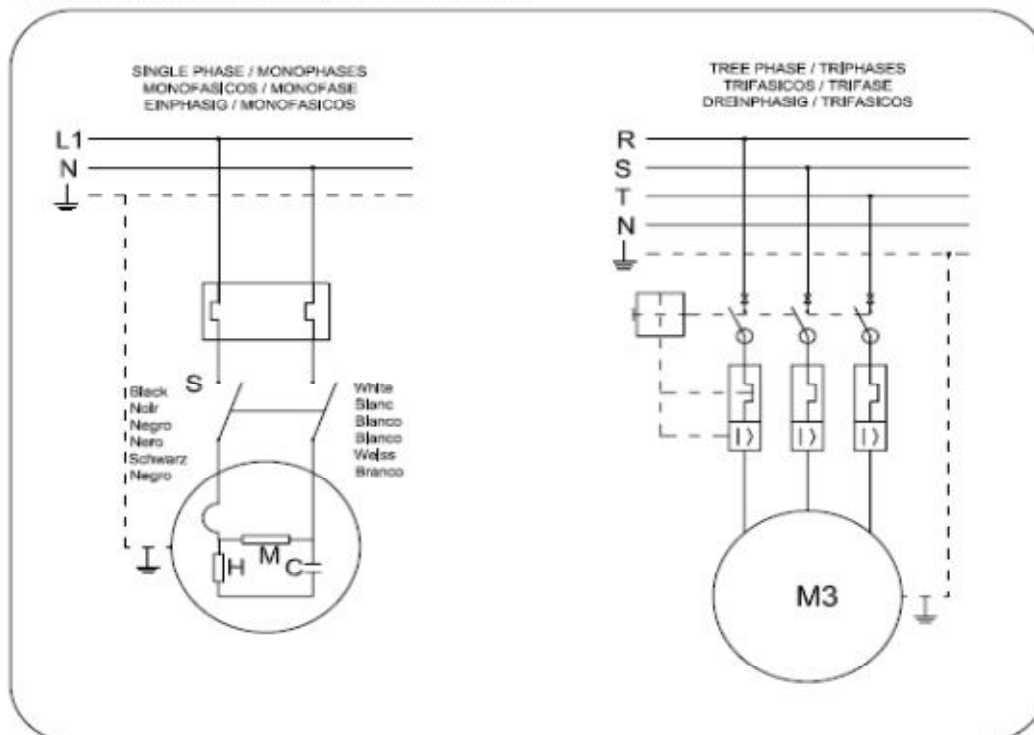 SINGLE PHASE / MONOPHASES
MONOFASICOS / MONOFASE
EINPHASIG / MONOFASICOS
L1
N
S
Black
Noir
Negro
Nero
Schwarz
Negro
White
Blanc
Blanco
Blanco
Weiss
Branco
M
H
C
TREE PHASE / TRIPHASES
TRIFASICOS / TRIFASE
DREINPHASIG / TRIFASICOS
R
S
T
N
I> I> I>
M3